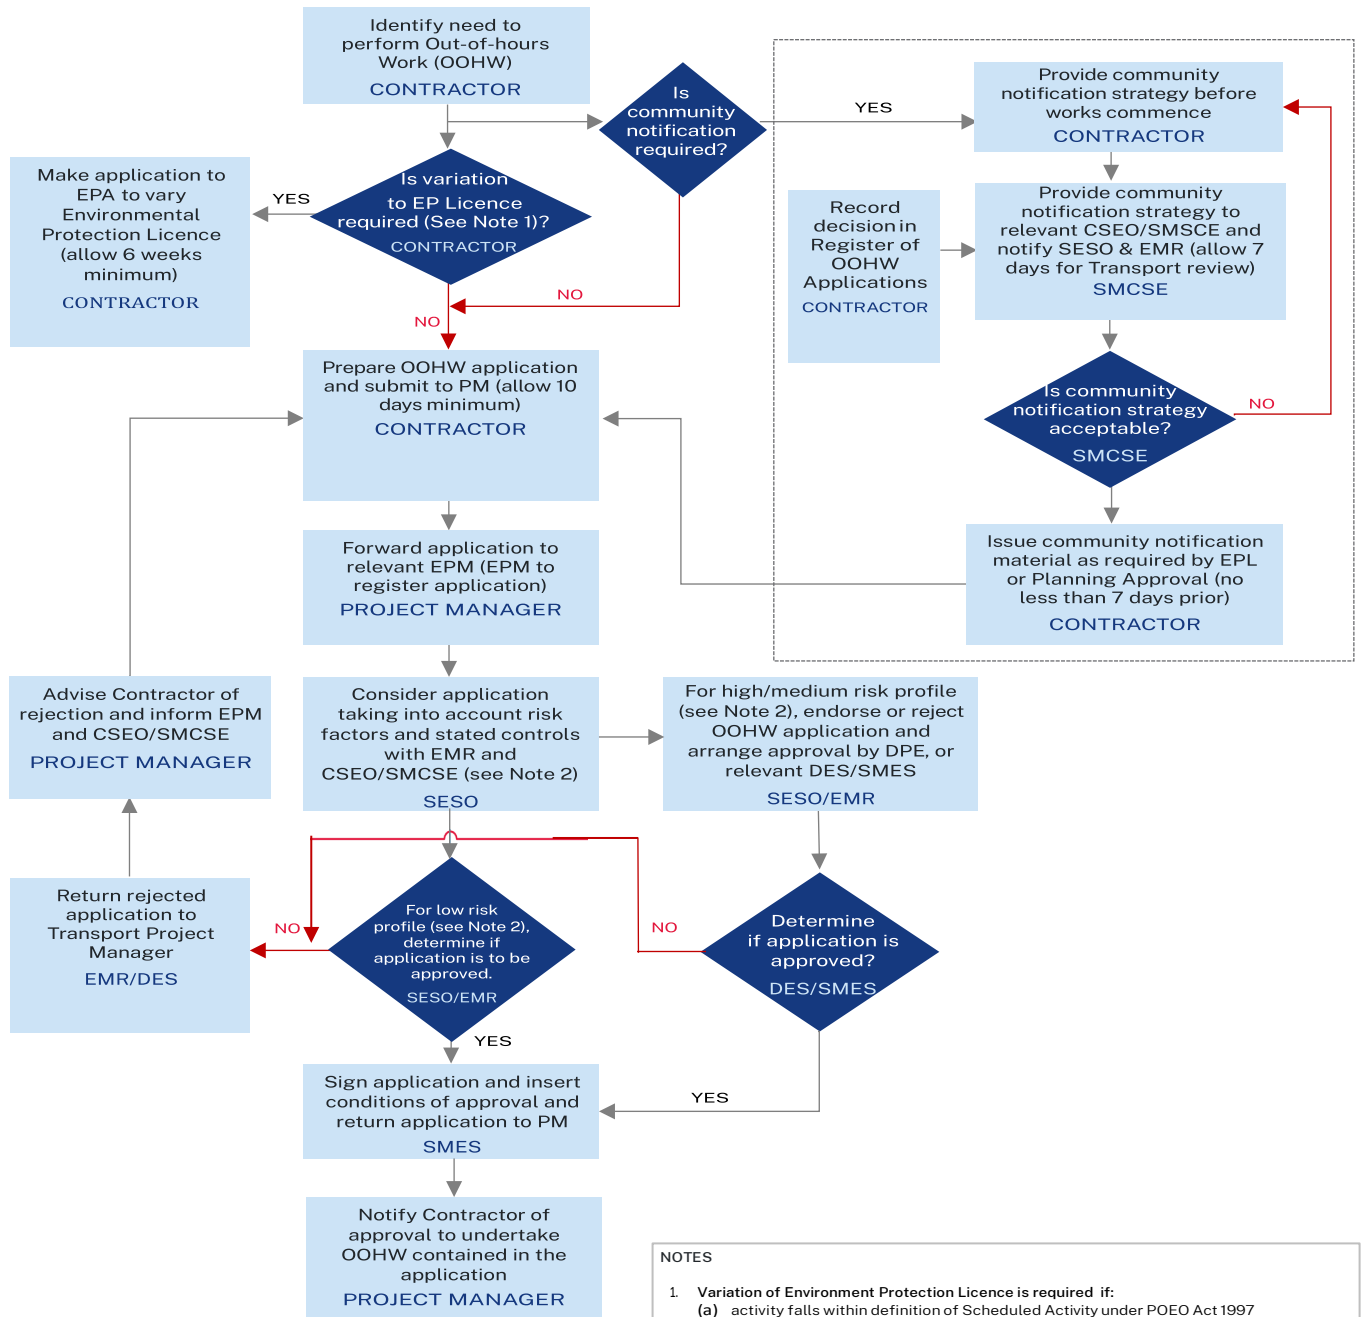 Identify need to
perform Out-of-hours
Work (OOHW)
CONTRACTOR
Is
community
notification
required?
YES
Provide community
notification strategy before
works commence
CONTRACTOR
Make application to
EPA to vary
Environmental
Protection Licence
(allow 6 weeks
minimum)
CONTRACTOR
YES
Is variation
to EP Licence
required (See Note 1)?
CONTRACTOR
NO
NO
Record
decision in
Register of
OOHW
Applications
CONTRACTOR
Provide community
notification strategy to
relevant CSEO/SMSCE and
notify SESO & EMR (allow 7
days for Transport review)
SMCSE
Is community
notification strategy
acceptable?
SMCSE
NO
Prepare OOHW application
and submit to PM (allow 10
days minimum)
CONTRACTOR
Issue community notification
material as required by EPL
or Planning Approval (no
less than 7 days prior)
CONTRACTOR
Forward application to
relevant EPM (EPM to
register application)
PROJECT MANAGER
Advise Contractor of
rejection and inform EPM
and CSEO/SMCSE
PROJECT MANAGER
Consider application
taking into account risk
factors and stated controls
with EMR and
CSEO/SMCSE (see Note 2)
SESO
For high/medium risk profile
(see Note 2), endorse or reject
OOHW application and
arrange approval by DPE, or
relevant DES/SMES
SESO/EMR
Return rejected
application to
Transport Project
Manager
EMR/DES
NO
For low risk
profile (see Note 2),
determine if
application is to be
approved.
SESO/EMR
NO
Determine
if application is
approved?
DES/SMES
YES
Sign application and insert
conditions of approval and
return application to PM
SMES
YES
Notify Contractor of
approval to undertake
OOHW contained in the
application
PROJECT MANAGER
NOTES
1. Variation of Environment Protection Licence is required if:
(a) activity falls within definition of Scheduled Activity under POEO Act 1997